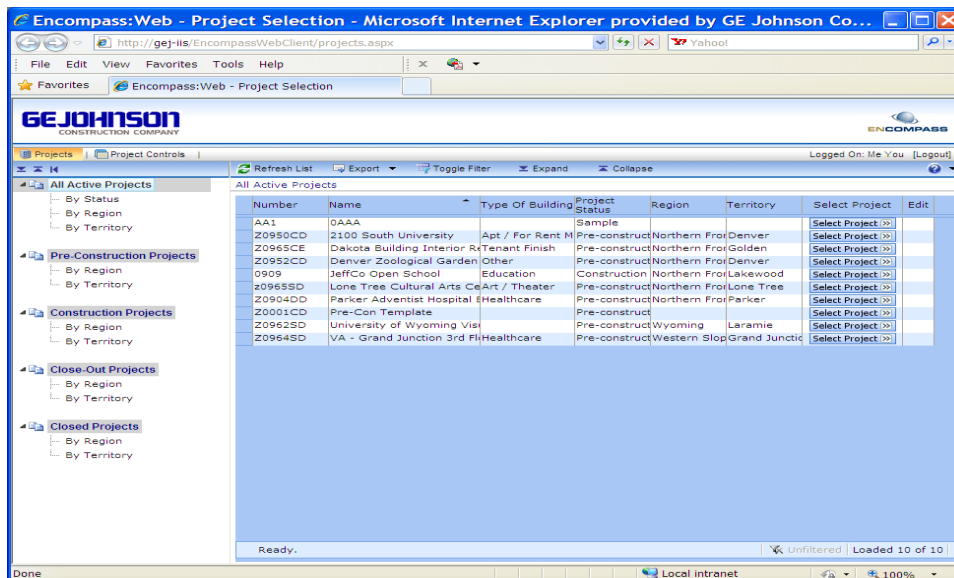 Encompass:Web - Project Selection - Microsoft Internet Explorer provided by GE Johnson Co...
http://gej-iis/EncompassWebClient/projects.aspx Yahoo!
File Edit View Favorites Tools Help
Favorites Encompass:Web - Project Selection
GE JOHNSON
CONSTRUCTION COMPANY
ENCOMPASS
Projects | Project Controls | Logged On: Me You [Logout]
Refresh List Export Toggle Filter Expand Collapse
All Active Projects
By Status
By Region
By Territory
Pre-Construction Projects
By Region
By Territory
Construction Projects
By Region
By Territory
Close-Out Projects
By Region
By Territory
Closed Projects
By Region
By Territory
All Active Projects
Number Name Type Of Building Project Status Region Territory Select Project Edit
AA1 0AAA Sample Select Project
Z0950CD 2100 South University Apt / For Rent M Pre-construct Northern Fror Denver Select Project
Z0965CE Dakota Building Interior Re Tenant Finish Pre-construct Northern Fror Golden Select Project
Z0952CD Denver Zoological Garden Other Pre-construct Northern Fror Denver Select Project
0909 JeffCo Open School Education Construction Northern Fror Lakewood Select Project
z0965SD Lone Tree Cultural Arts Ce Art / Theater Pre-construct Northern Fror Lone Tree Select Project
Z0904DD Parker Adventist Hospital Healthcare Pre-construct Northern Fror Parker Select Project
Z0001CD Pre-Con Template Pre-construct Select Project
Z0962SD University of Wyoming Visi Pre-construct Wyoming Laramie Select Project
Z0964SD VA - Grand Junction 3rd Fl Healthcare Pre-construct Western Slop Grand Junctic Select Project
Ready. Unfiltered Loaded 10 of 10
Done Local intranet 100%